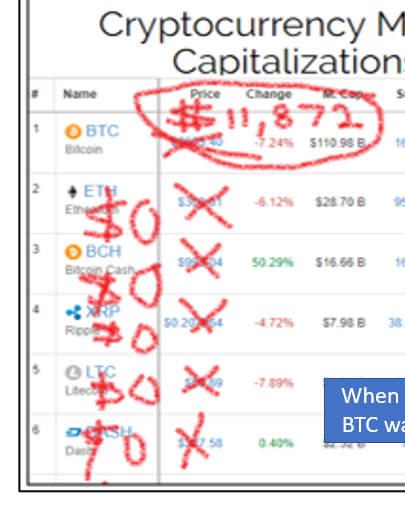 Cryptocurrency M
Capitalizations
# Name Price Change M. Cap
$11,872
1 BTC -7.24% $110.98 B
Bitcoin
2 ETH -6.12% $28.70 B
Ethereum
$0
3 BCH 50.29% $16.66 B
Bitcoin Cash
$0
4 XRP -4.72% $7.98 B 38.
Ripple
$0
5 LTC -7.89%
Litecoin
$0
When
BTC wa
6 DASH 0.40%
Dash
0